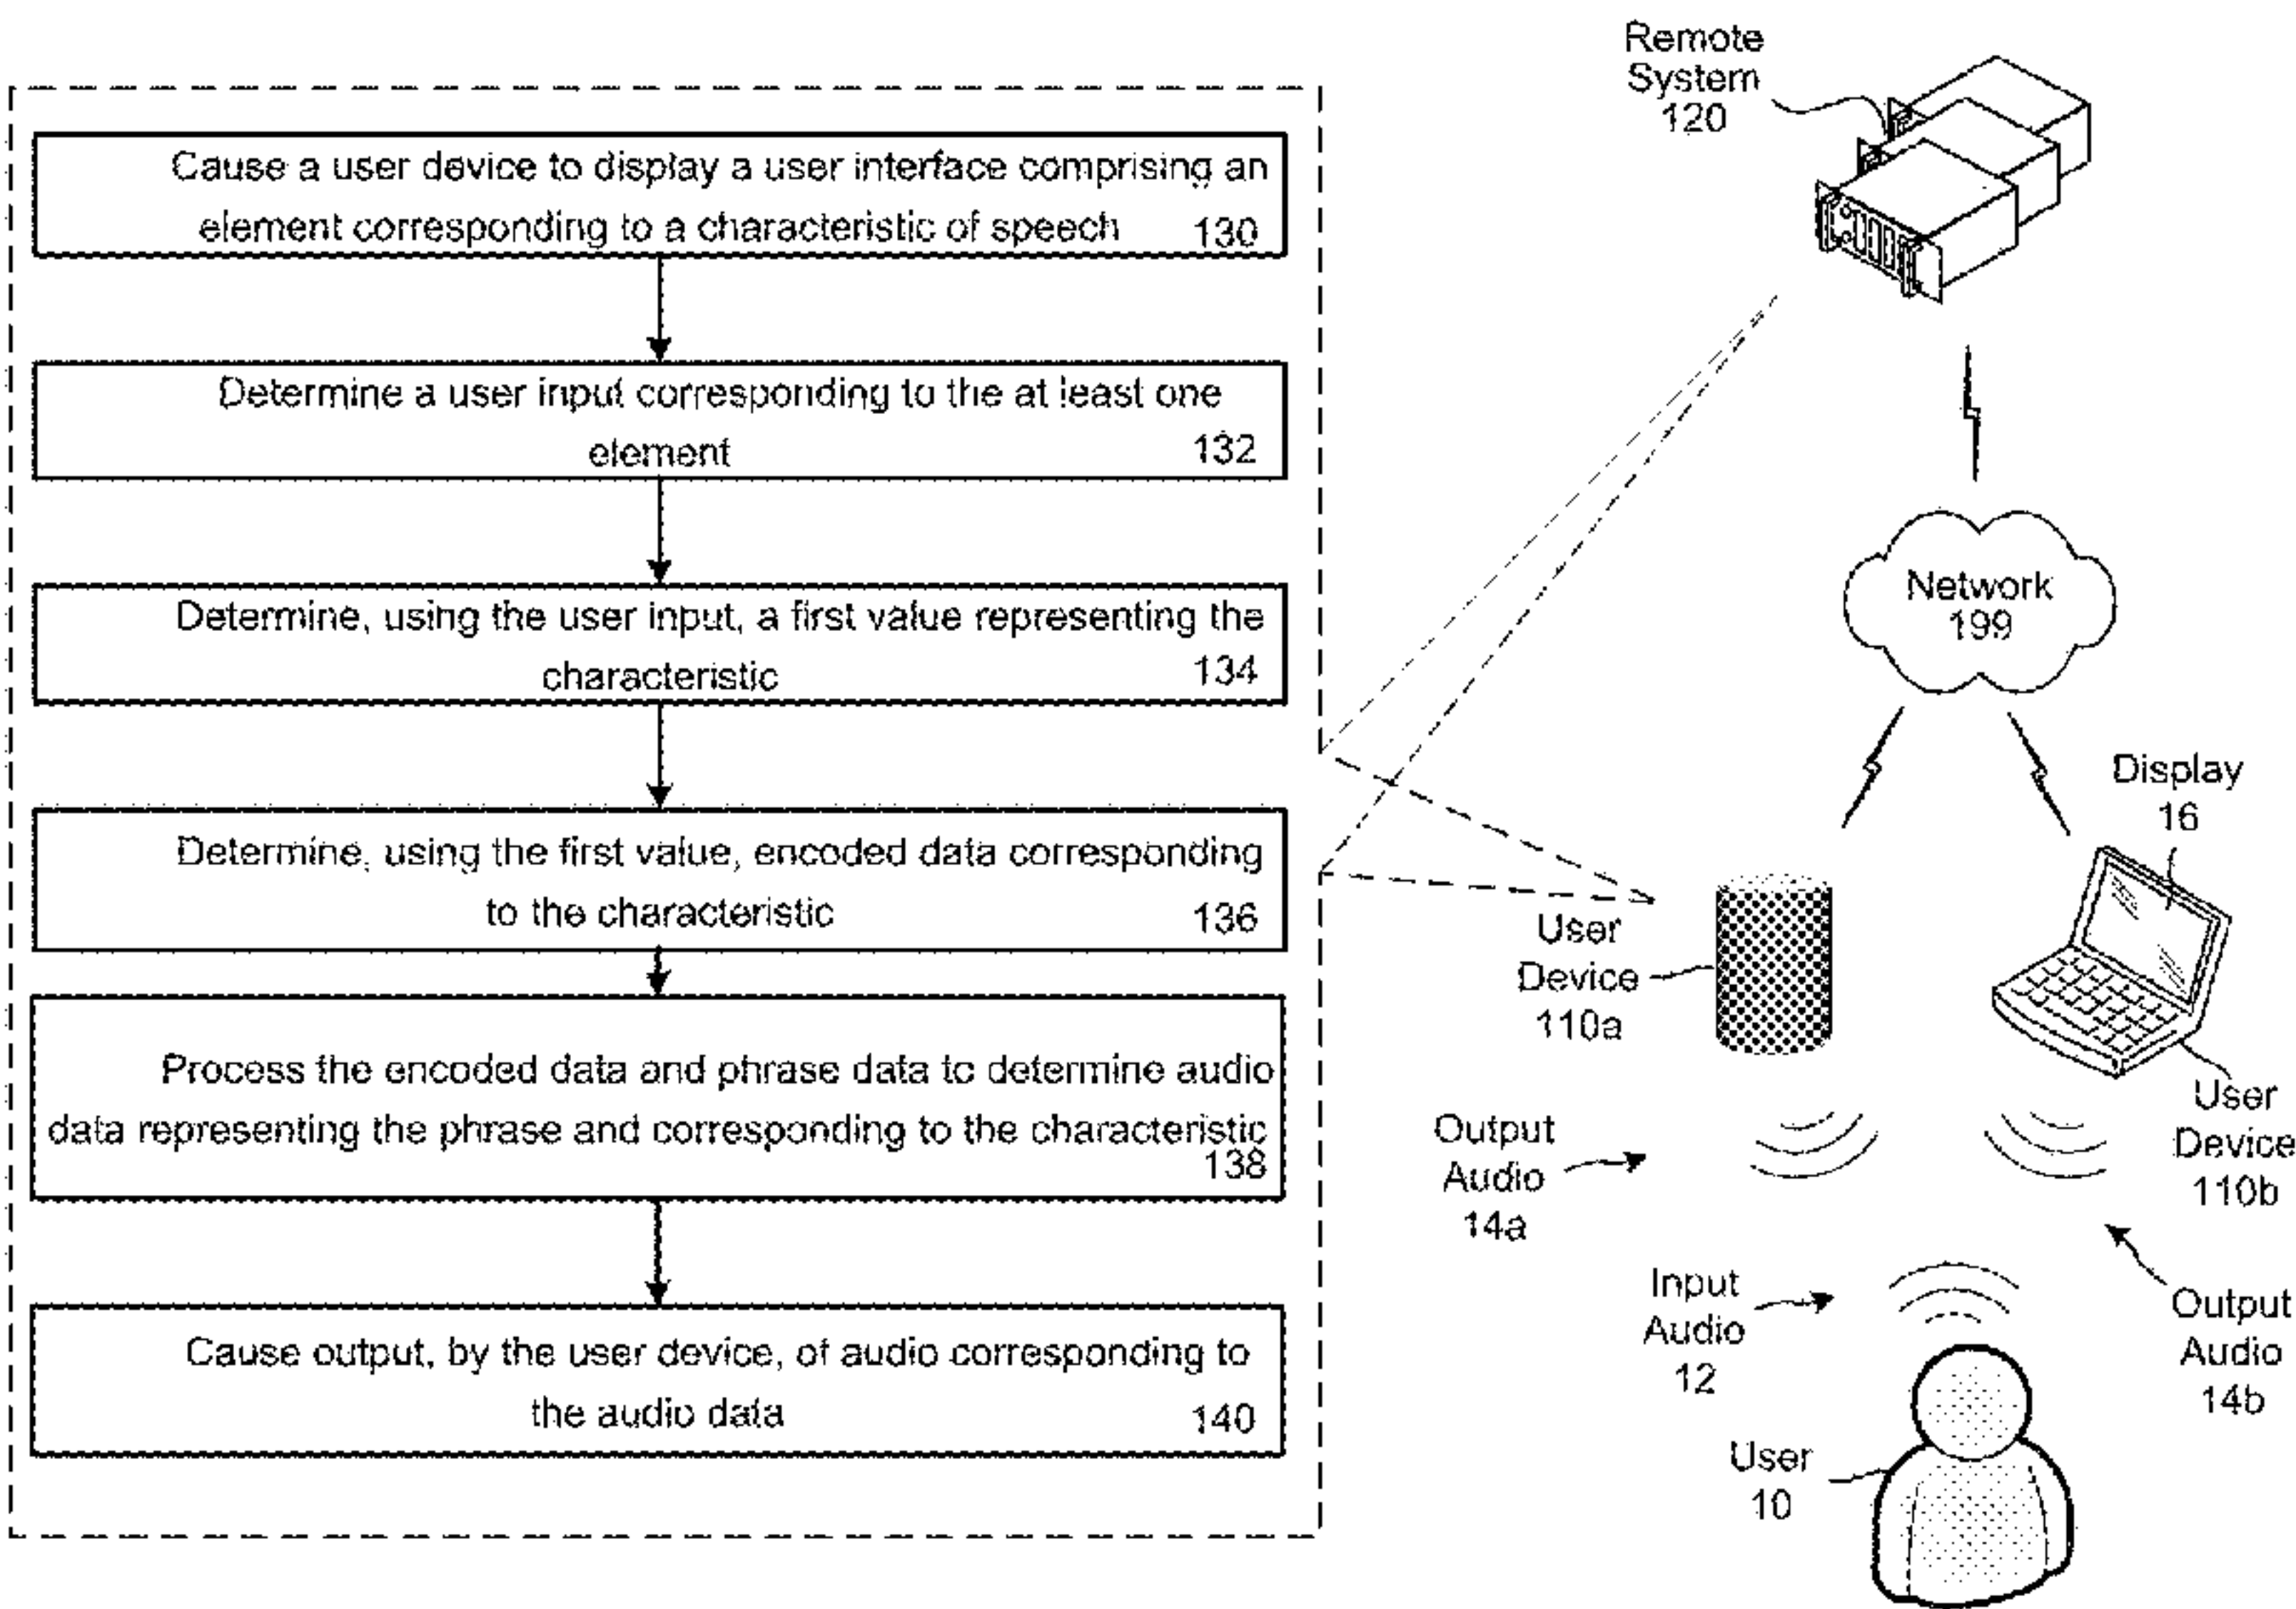 Cause a user device to display a user interface comprising an
element corresponding to a characteristic of speech 130
Determine a user input corresponding to the at least one
element 132
Determine, using the user input, a first value representing the
characteristic 134
Determine, using the first value, encoded data corresponding
to the characteristic 136
Process the encoded data and phrase data to determine audio
data representing the phrase and corresponding to the characteristic
138
Cause output, by the user device, of audio corresponding to
the audio data 140
Remote
System
120
Network
199
Display
16
User
Device
110a
User
Device
110b
Output
Audio
14a
Input
Audio
12
Output
Audio
14b
User
10